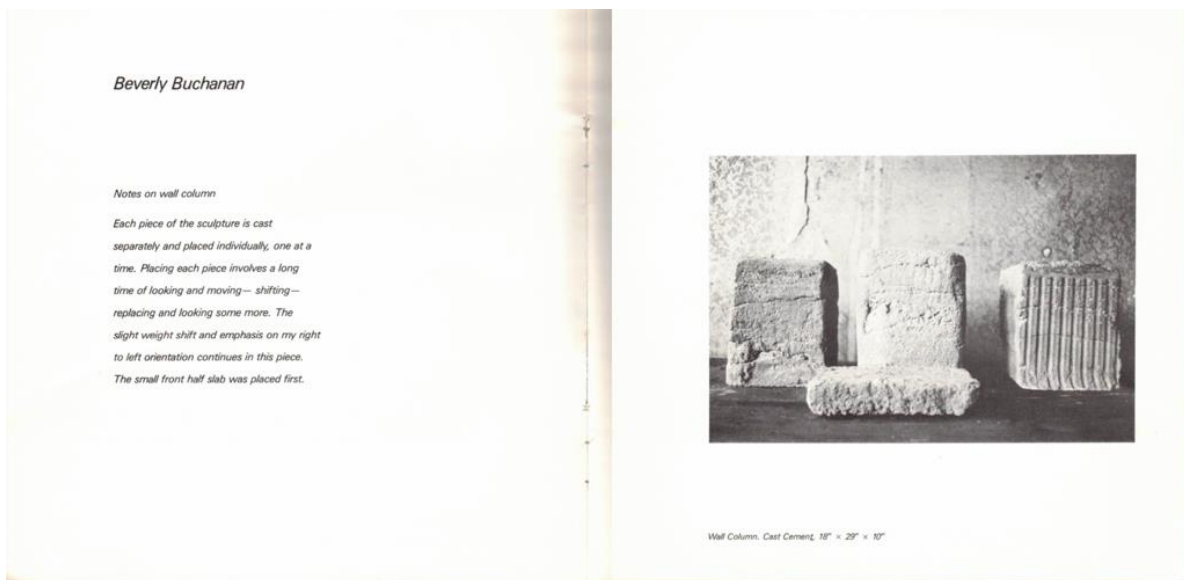 Beverly Buchanan
Notes on wall column
Each piece of the sculpture is cast
separately and placed individually, one at a
time. Placing each piece involves a long
time of looking and moving— shifting—
replacing and looking some more. The
slight weight shift and emphasis on my right
to left orientation continues in this piece.
The small front half slab was placed first.
Wall Column. Cast Cement, 18" × 29" × 10"